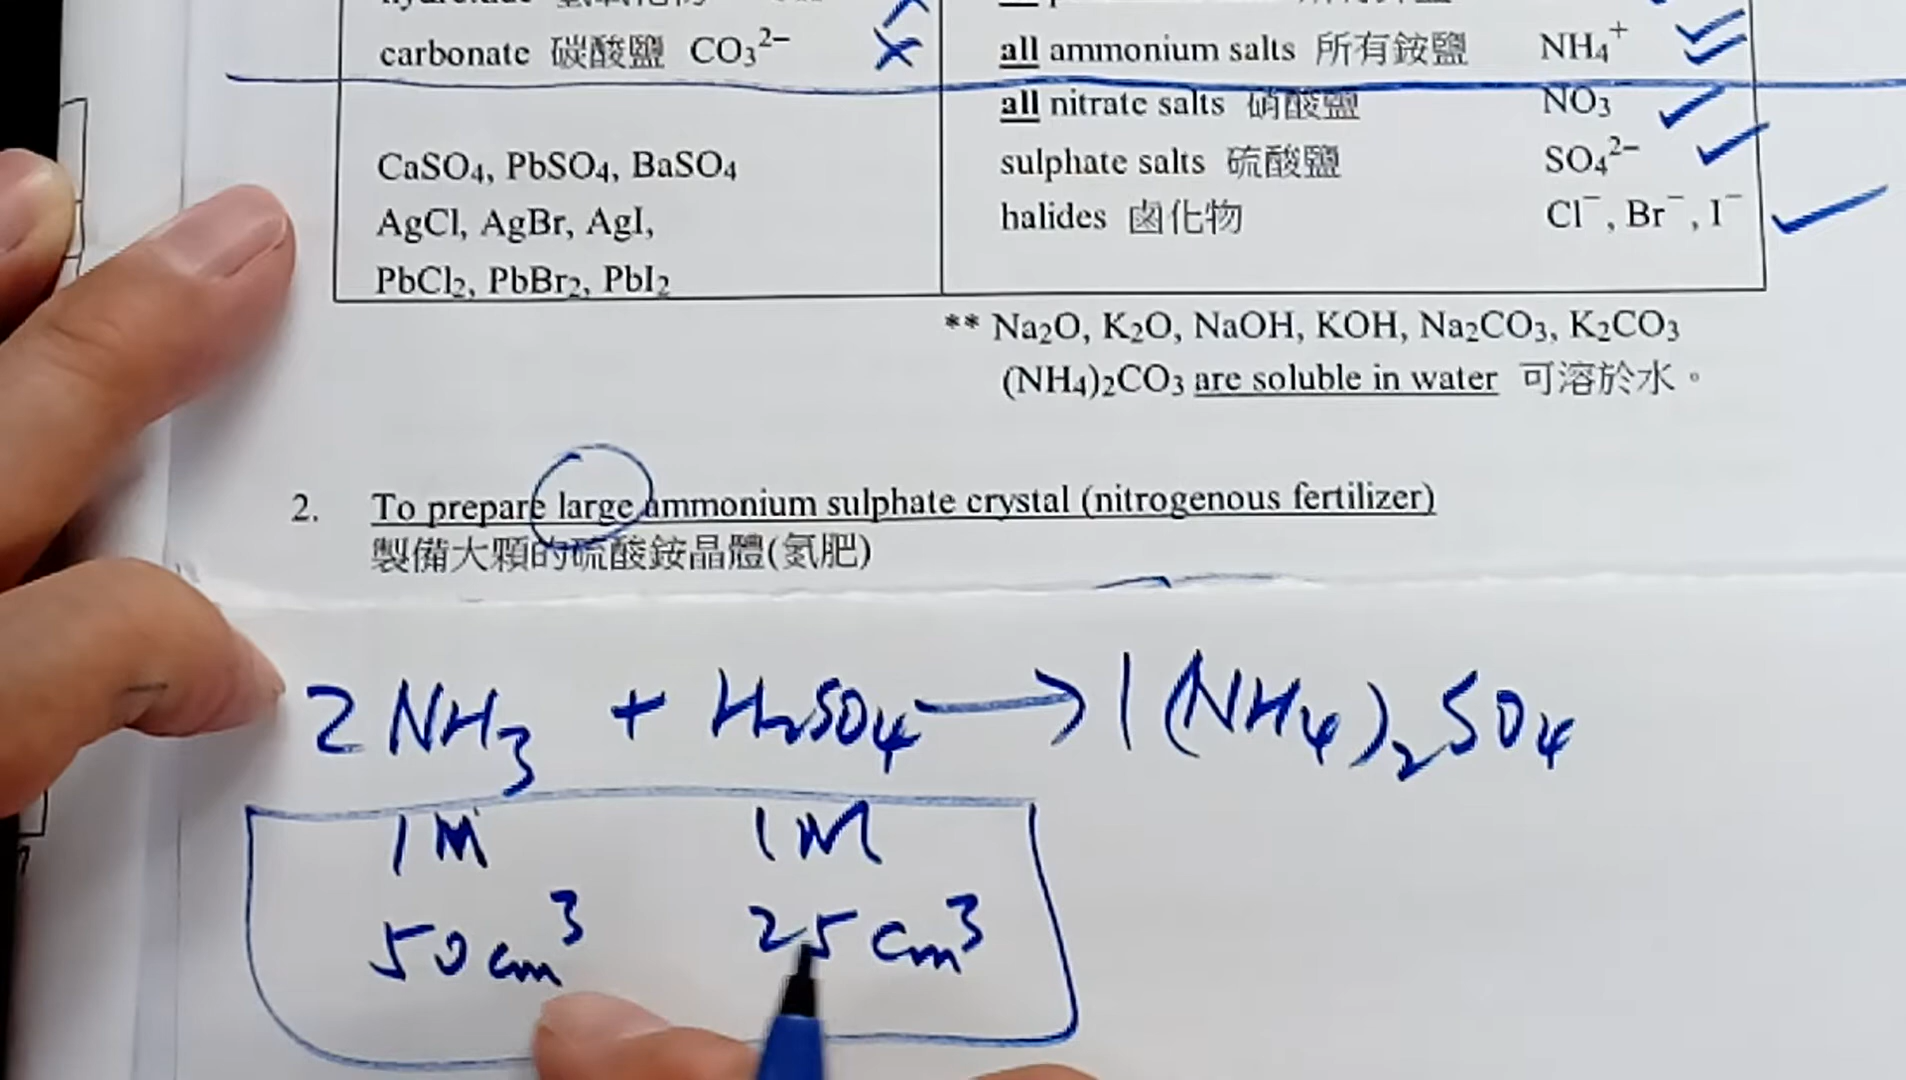 carbonate 碳酸鹽 CO₃²⁻ ✗
all ammonium salts 所有銨鹽 NH₄⁺ ✓✓
all nitrate salts 硝酸鹽 NO₃ ✓
CaSO₄, PbSO₄, BaSO₄
sulphate salts 硫酸鹽 SO₄²⁻ ✓
AgCl, AgBr, AgI,
halides 鹵化物 Cl⁻, Br⁻, I⁻ ✓
PbCl₂, PbBr₂, PbI₂
** Na₂O, K₂O, NaOH, KOH, Na₂CO₃, K₂CO₃
(NH₄)₂CO₃ are soluble in water 可溶於水。
2. To prepare large ammonium sulphate crystal (nitrogenous fertilizer)
製備大顆的硫酸銨晶體(氮肥)
2NH₃ + H₂SO₄ → 1(NH₄)₂SO₄
1M 1M
50cm³ 25cm³